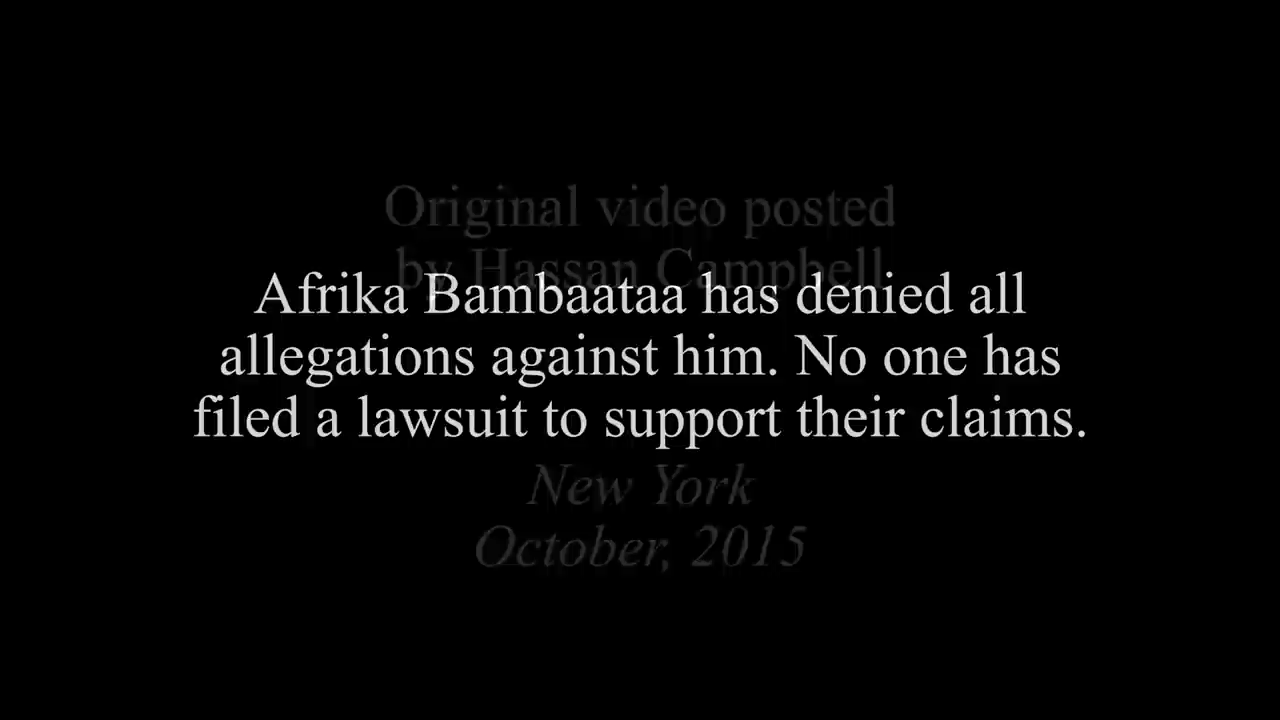 Original video posted
by Hassan Campbell
Afrika Bambaataa has denied all
allegations against him. No one has
filed a lawsuit to support their claims.
New York
October, 2015